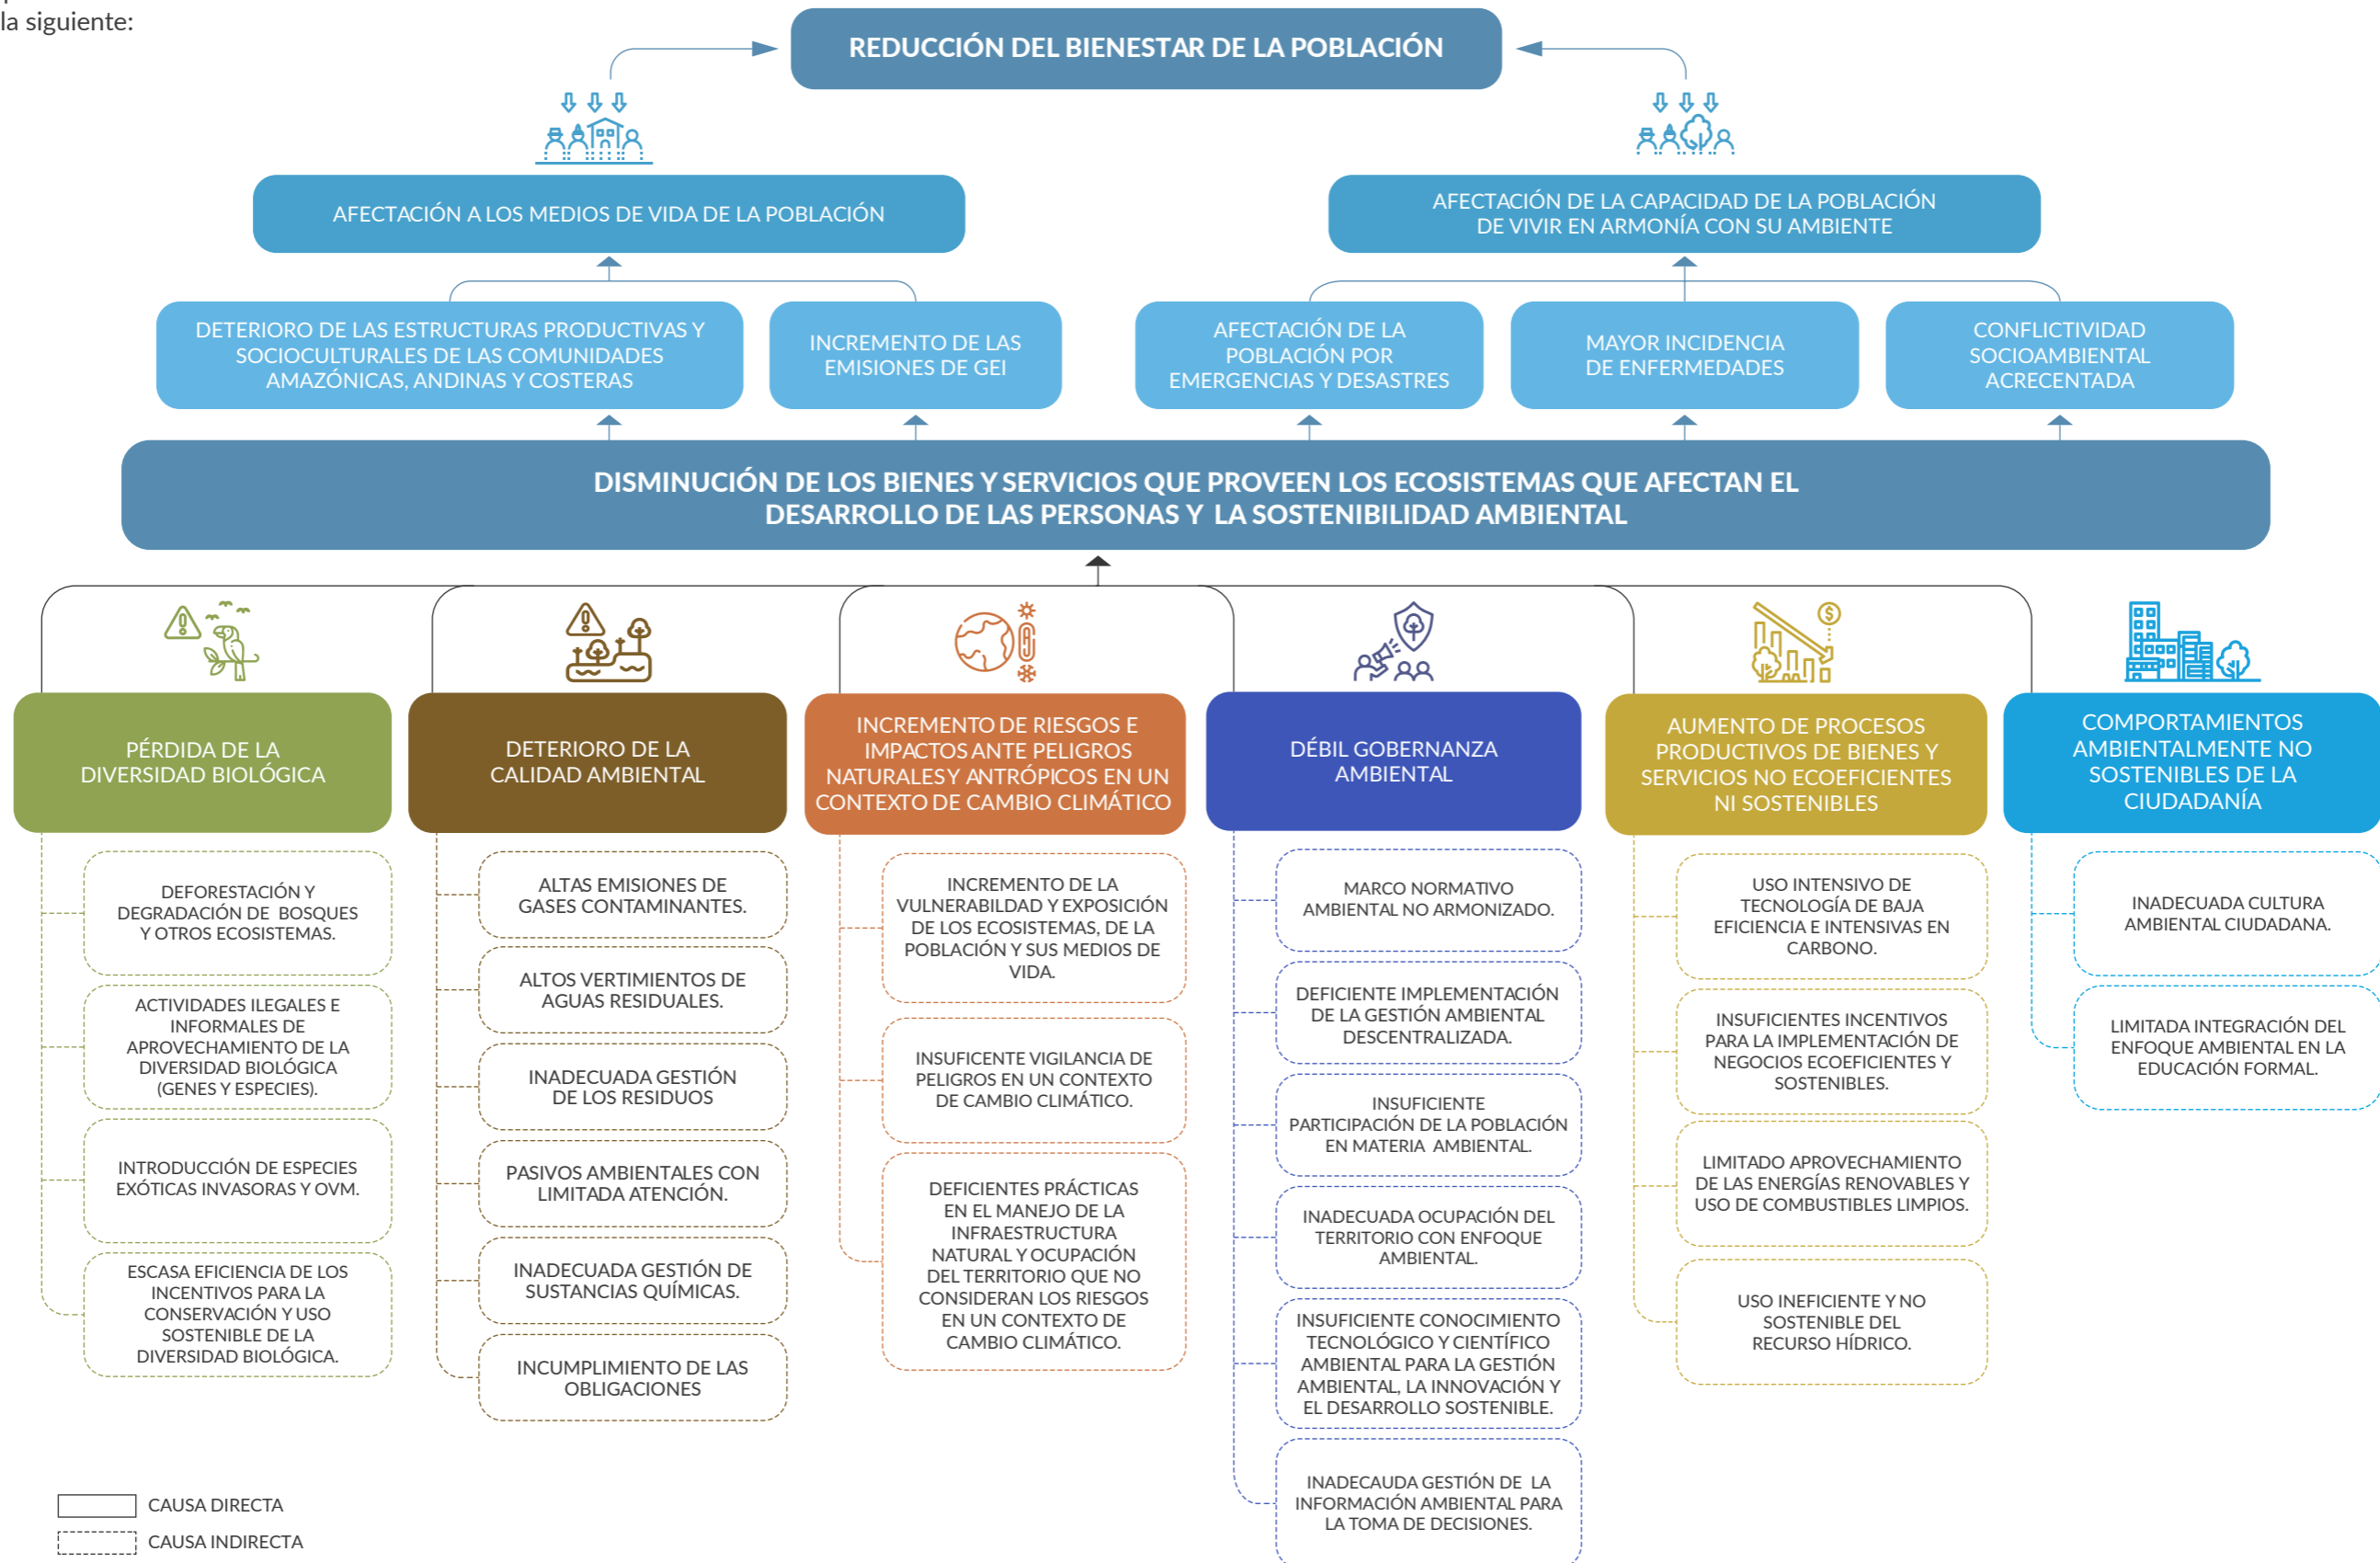 la siguiente:
REDUCCIÓN DEL BIENESTAR DE LA POBLACIÓN
AFECTACIÓN A LOS MEDIOS DE VIDA DE LA POBLACIÓN
AFECTACIÓN DE LA CAPACIDAD DE LA POBLACIÓN
DE VIVIR EN ARMONÍA CON SU AMBIENTE
DETERIORO DE LAS ESTRUCTURAS PRODUCTIVAS Y
SOCIOCULTURALES DE LAS COMUNIDADES
AMAZÓNICAS, ANDINAS Y COSTERAS
INCREMENTO DE LAS
EMISIONES DE GEI
AFECTACIÓN DE LA
POBLACIÓN POR
EMERGENCIAS Y DESASTRES
MAYOR INCIDENCIA
DE ENFERMEDADES
CONFLICTIVIDAD
SOCIOAMBIENTAL
ACRECENTADA
DISMINUCIÓN DE LOS BIENES Y SERVICIOS QUE PROVEEN LOS ECOSISTEMAS QUE AFECTAN EL
DESARROLLO DE LAS PERSONAS Y LA SOSTENIBILIDAD AMBIENTAL
PÉRDIDA DE LA
DIVERSIDAD BIOLÓGICA
DEFORESTACIÓN Y
DEGRADACIÓN DE BOSQUES
Y OTROS ECOSISTEMAS.
ACTIVIDADES ILEGALES E
INFORMALES DE
APROVECHAMIENTO DE LA
DIVERSIDAD BIOLÓGICA
(GENES Y ESPECIES).
INTRODUCCIÓN DE ESPECIES
EXÓTICAS INVASORAS Y OVM.
ESCASA EFICIENCIA DE LOS
INCENTIVOS PARA LA
CONSERVACIÓN Y USO
SOSTENIBLE DE LA
DIVERSIDAD BIOLÓGICA.
DETERIORO DE LA
CALIDAD AMBIENTAL
ALTAS EMISIONES DE
GASES CONTAMINANTES.
ALTOS VERTIMIENTOS DE
AGUAS RESIDUALES.
INADECUADA GESTIÓN
DE LOS RESIDUOS
PASIVOS AMBIENTALES CON
LIMITADA ATENCIÓN.
INADECUADA GESTIÓN DE
SUSTANCIAS QUÍMICAS.
INCUMPLIMIENTO DE LAS
OBLIGACIONES
INCREMENTO DE RIESGOS E
IMPACTOS ANTE PELIGROS
NATURALES Y ANTRÓPICOS EN UN
CONTEXTO DE CAMBIO CLIMÁTICO
INCREMENTO DE LA
VULNERABILDAD Y EXPOSICIÓN
DE LOS ECOSISTEMAS, DE LA
POBLACIÓN Y SUS MEDIOS DE
VIDA.
INSUFICENTE VIGILANCIA DE
PELIGROS EN UN CONTEXTO
DE CAMBIO CLIMÁTICO.
DEFICIENTES PRÁCTICAS
EN EL MANEJO DE LA
INFRAESTRUCTURA
NATURAL Y OCUPACIÓN
DEL TERRITORIO QUE NO
CONSIDERAN LOS RIESGOS
EN UN CONTEXTO DE
CAMBIO CLIMÁTICO.
DÉBIL GOBERNANZA
AMBIENTAL
MARCO NORMATIVO
AMBIENTAL NO ARMONIZADO.
DEFICIENTE IMPLEMENTACIÓN
DE LA GESTIÓN AMBIENTAL
DESCENTRALIZADA.
INSUFICIENTE
PARTICIPACIÓN DE LA POBLACIÓN
EN MATERIA AMBIENTAL.
INADECUADA OCUPACIÓN DEL
TERRITORIO CON ENFOQUE
AMBIENTAL.
INSUFICIENTE CONOCIMIENTO
TECNOLÓGICO Y CIENTÍFICO
AMBIENTAL PARA LA GESTIÓN
AMBIENTAL, LA INNOVACIÓN Y
EL DESARROLLO SOSTENIBLE.
INADECAUDA GESTIÓN DE LA
INFORMACIÓN AMBIENTAL PARA
LA TOMA DE DECISIONES.
AUMENTO DE PROCESOS
PRODUCTIVOS DE BIENES Y
SERVICIOS NO ECOEFICIENTES
NI SOSTENIBLES
USO INTENSIVO DE
TECNOLOGÍA DE BAJA
EFICIENCIA E INTENSIVAS EN
CARBONO.
INSUFICIENTES INCENTIVOS
PARA LA IMPLEMENTACIÓN DE
NEGOCIOS ECOEFICIENTES Y
SOSTENIBLES.
LIMITADO APROVECHAMIENTO
DE LAS ENERGÍAS RENOVABLES Y
USO DE COMBUSTIBLES LIMPIOS.
USO INEFICIENTE Y NO
SOSTENIBLE DEL
RECURSO HÍDRICO.
COMPORTAMIENTOS
AMBIENTALMENTE NO
SOSTENIBLES DE LA
CIUDADANÍA
INADECUADA CULTURA
AMBIENTAL CIUDADANA.
LIMITADA INTEGRACIÓN DEL
ENFOQUE AMBIENTAL EN LA
EDUCACIÓN FORMAL.
CAUSA DIRECTA
CAUSA INDIRECTA